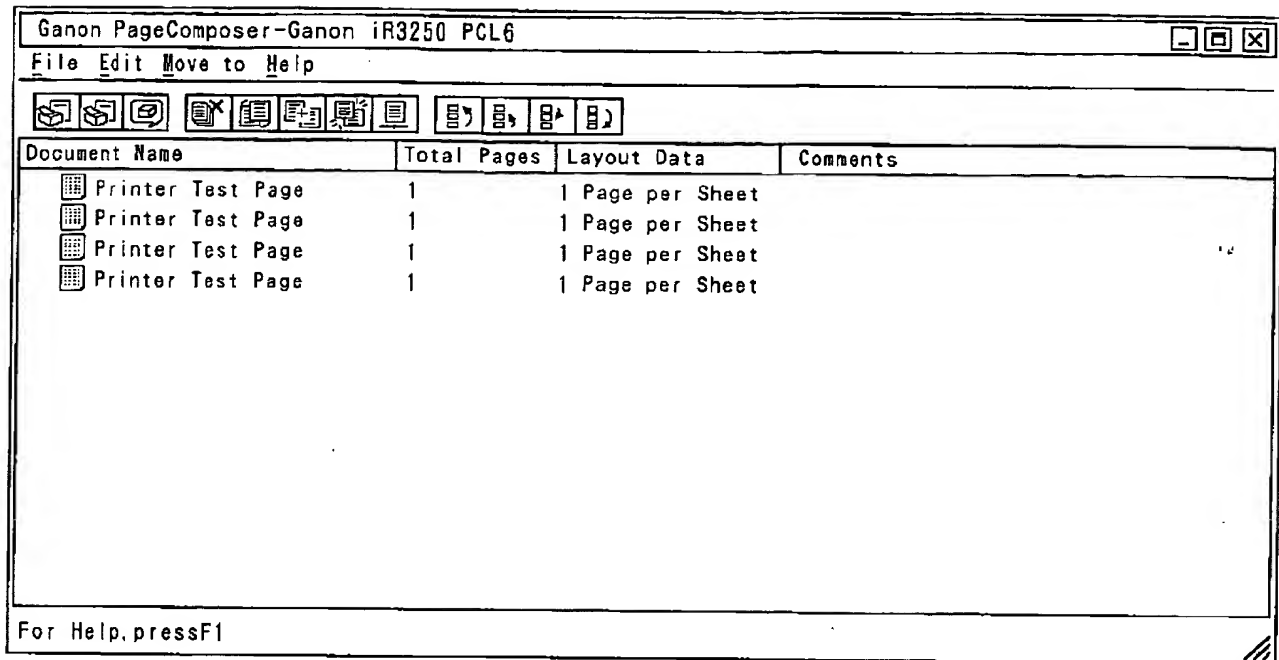 Ganon PageComposer-Ganon iR3250 PCL6
File Edit Move to Help
Document Name Total Pages Layout Data Comments
Printer Test Page 1 1 Page per Sheet
Printer Test Page 1 1 Page per Sheet
Printer Test Page 1 1 Page per Sheet
Printer Test Page 1 1 Page per Sheet
For Help,pressF1